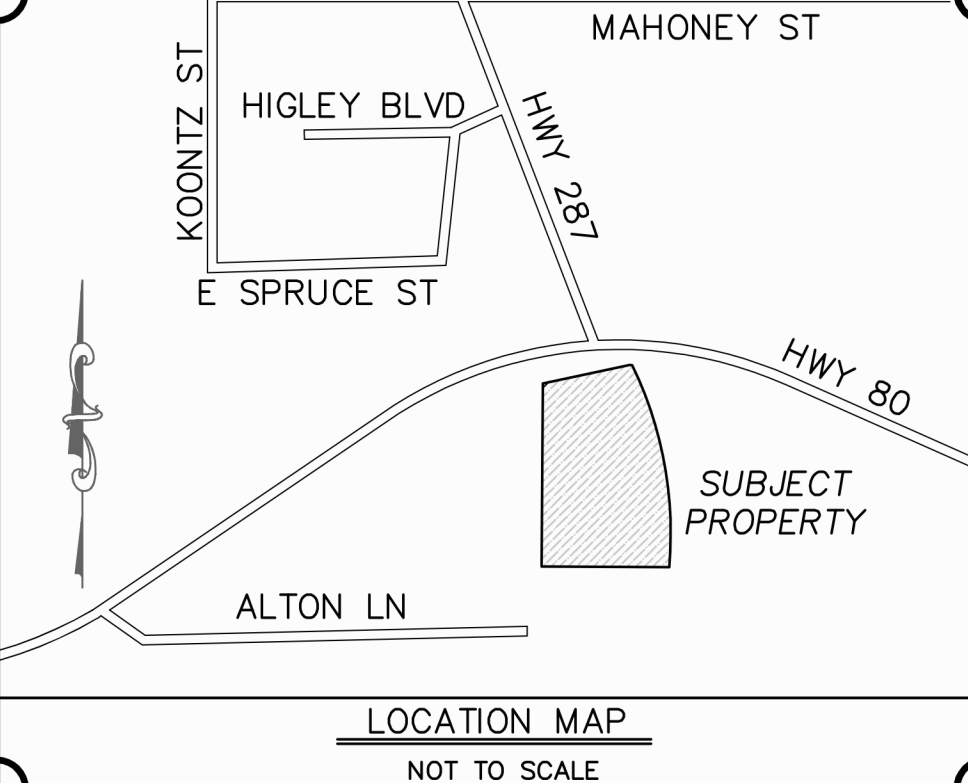 MAHONEY ST
KOONTZ ST
HIGLEY BLVD
HWY 287
E SPRUCE ST
HWY 80
SUBJECT
PROPERTY
ALTON LN
LOCATION MAP
NOT TO SCALE